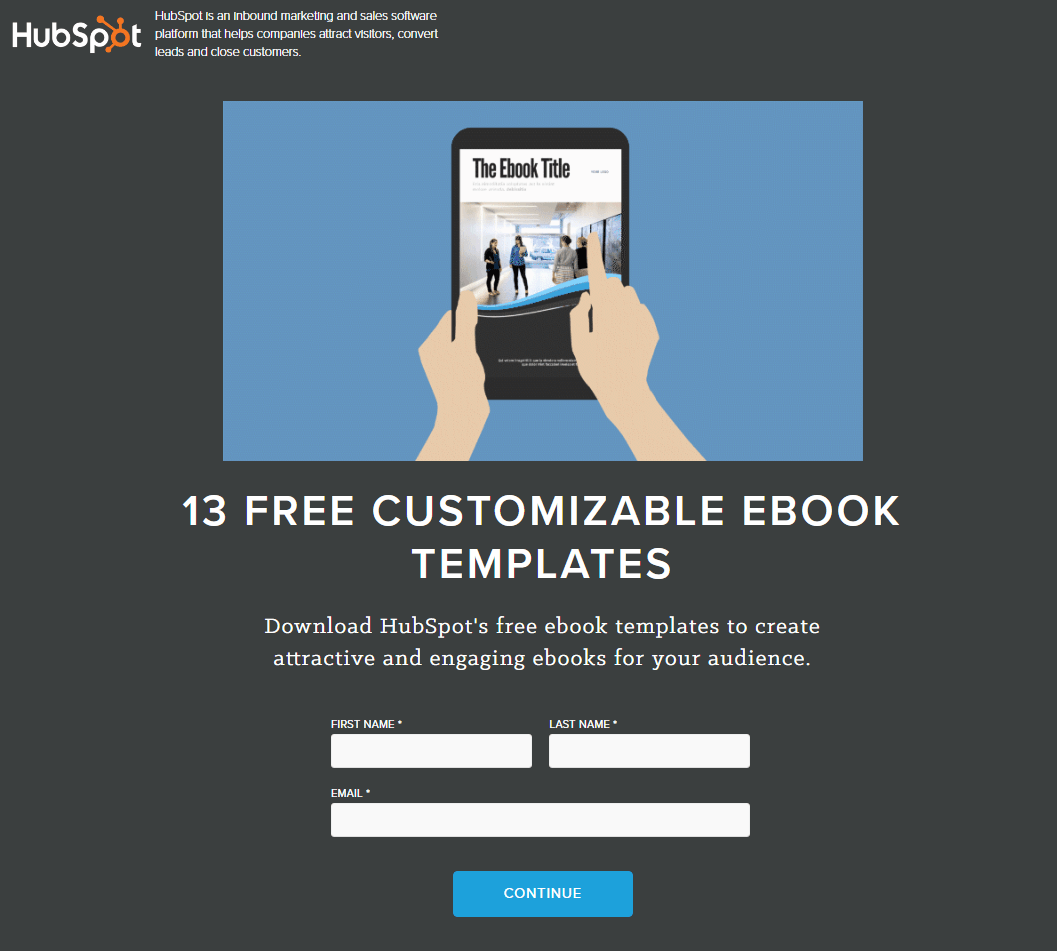 HubSpot
HubSpot is an inbound marketing and sales software
platform that helps companies attract visitors, convert
leads and close customers.
The Ebook Title
YOUR LOGO
13 FREE CUSTOMIZABLE EBOOK
TEMPLATES
Download HubSpot's free ebook templates to create
attractive and engaging ebooks for your audience.
FIRST NAME *
LAST NAME *
EMAIL *
CONTINUE